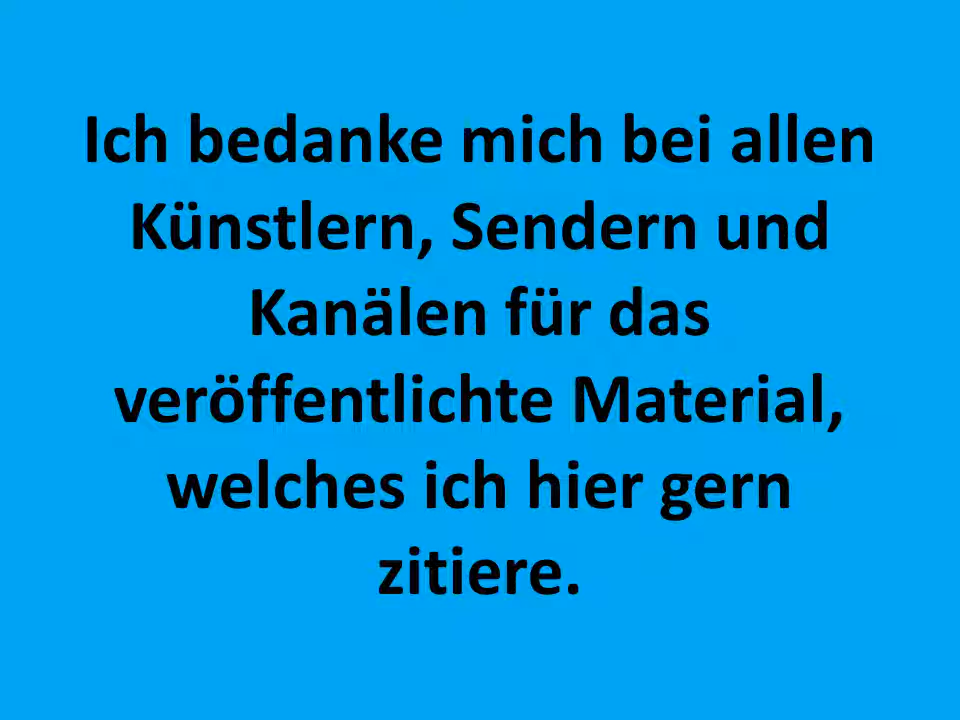 Ich bedanke mich bei allen
Künstlern, Sendern und
Kanälen für das
veröffentlichte Material,
welches ich hier gern
zitiere.